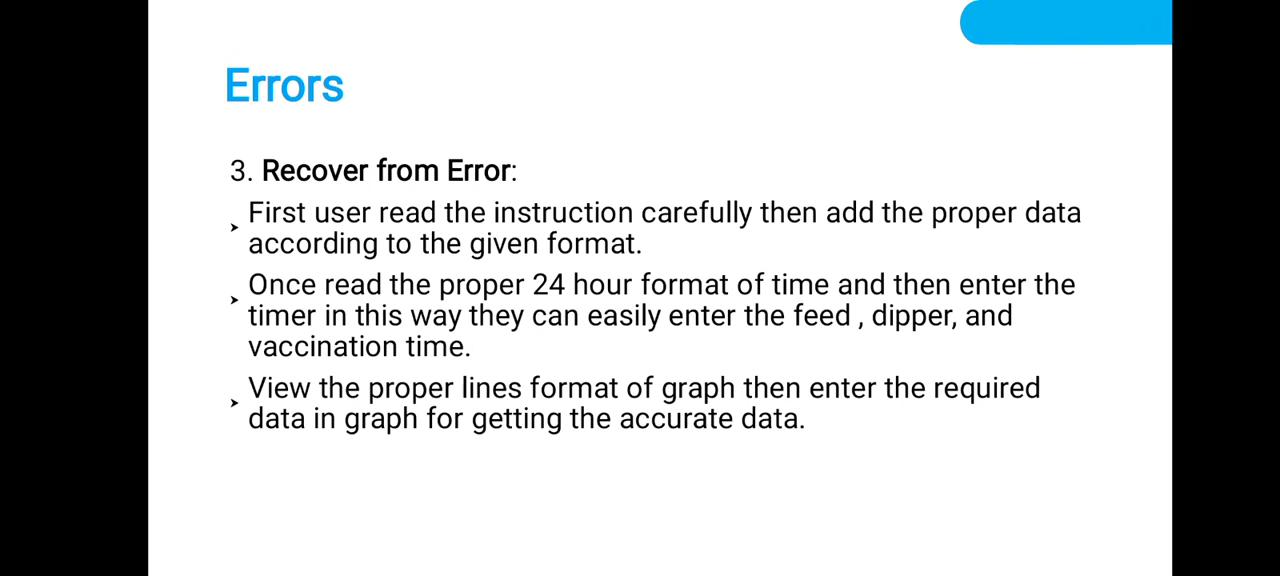 Errors
3. Recover from Error:
➤ First user read the instruction carefully then add the proper data
according to the given format.
➤ Once read the proper 24 hour format of time and then enter the
timer in this way they can easily enter the feed , dipper, and
vaccination time.
➤ View the proper lines format of graph then enter the required
data in graph for getting the accurate data.